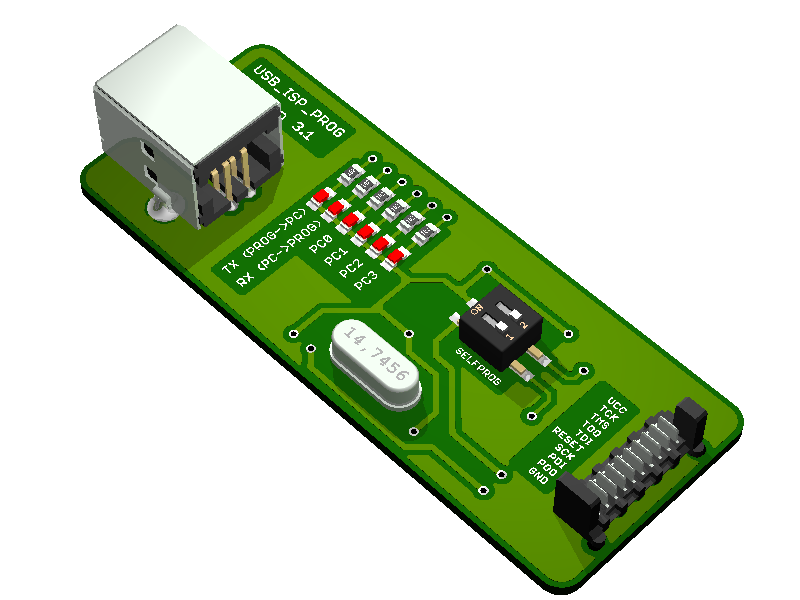 USB_ISP_PROG
3.1
TX (PROG->PC)
RX (PC->PROG)
PC0
PC1
PC2
PC3
14,7456
ON
1
2
SELFPROG
VCC
TCK
TMS
TDO
TDI
RESET
SCK
PDI
PDO
GND